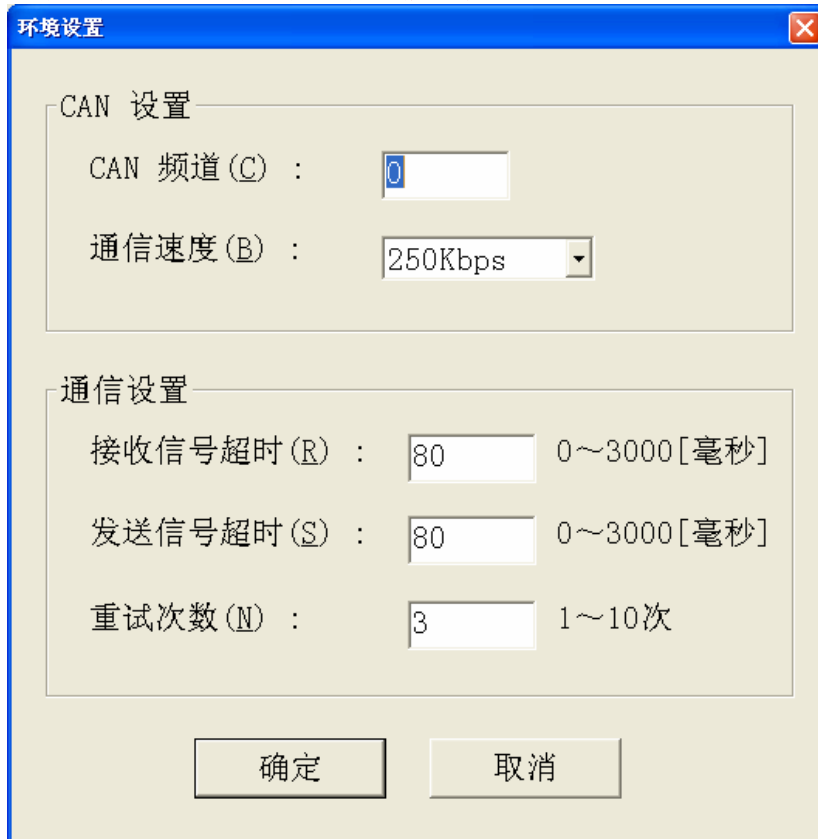 环境设置
CAN 设置
CAN 频道(C) : 0
通信速度(B) : 250Kbps
通信设置
接收信号超时(R) : 80 0～3000[毫秒]
发送信号超时(S) : 80 0～3000[毫秒]
重试次数(N) : 3 1～10次
确定 取消